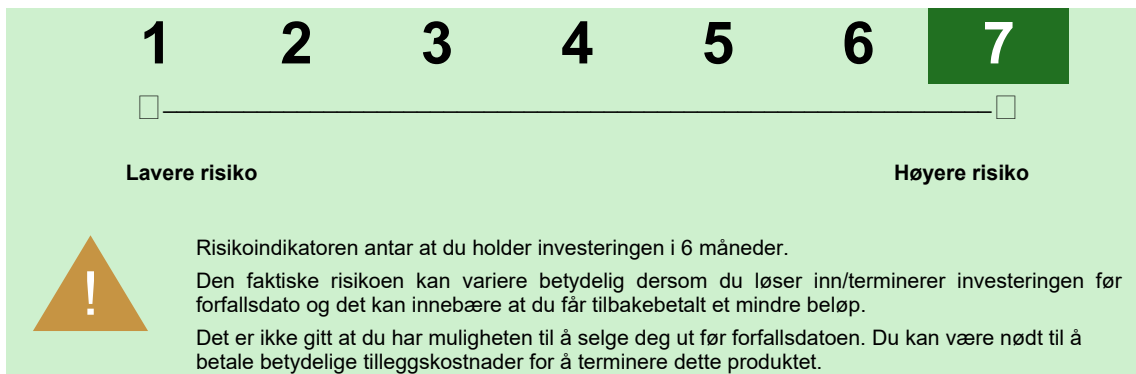 1 2 3 4 5 6 7
Lavere risiko Høyere risiko
!
Risikoindikatoren antar at du holder investeringen i 6 måneder.
Den faktiske risikoen kan variere betydelig dersom du løser inn/terminerer investeringen før
forfallsdato og det kan innebære at du får tilbakebetalt et mindre beløp.
Det er ikke gitt at du har muligheten til å selge deg ut før forfallsdatoen. Du kan være nødt til å
betale betydelige tilleggskostnader for å terminere dette produktet.